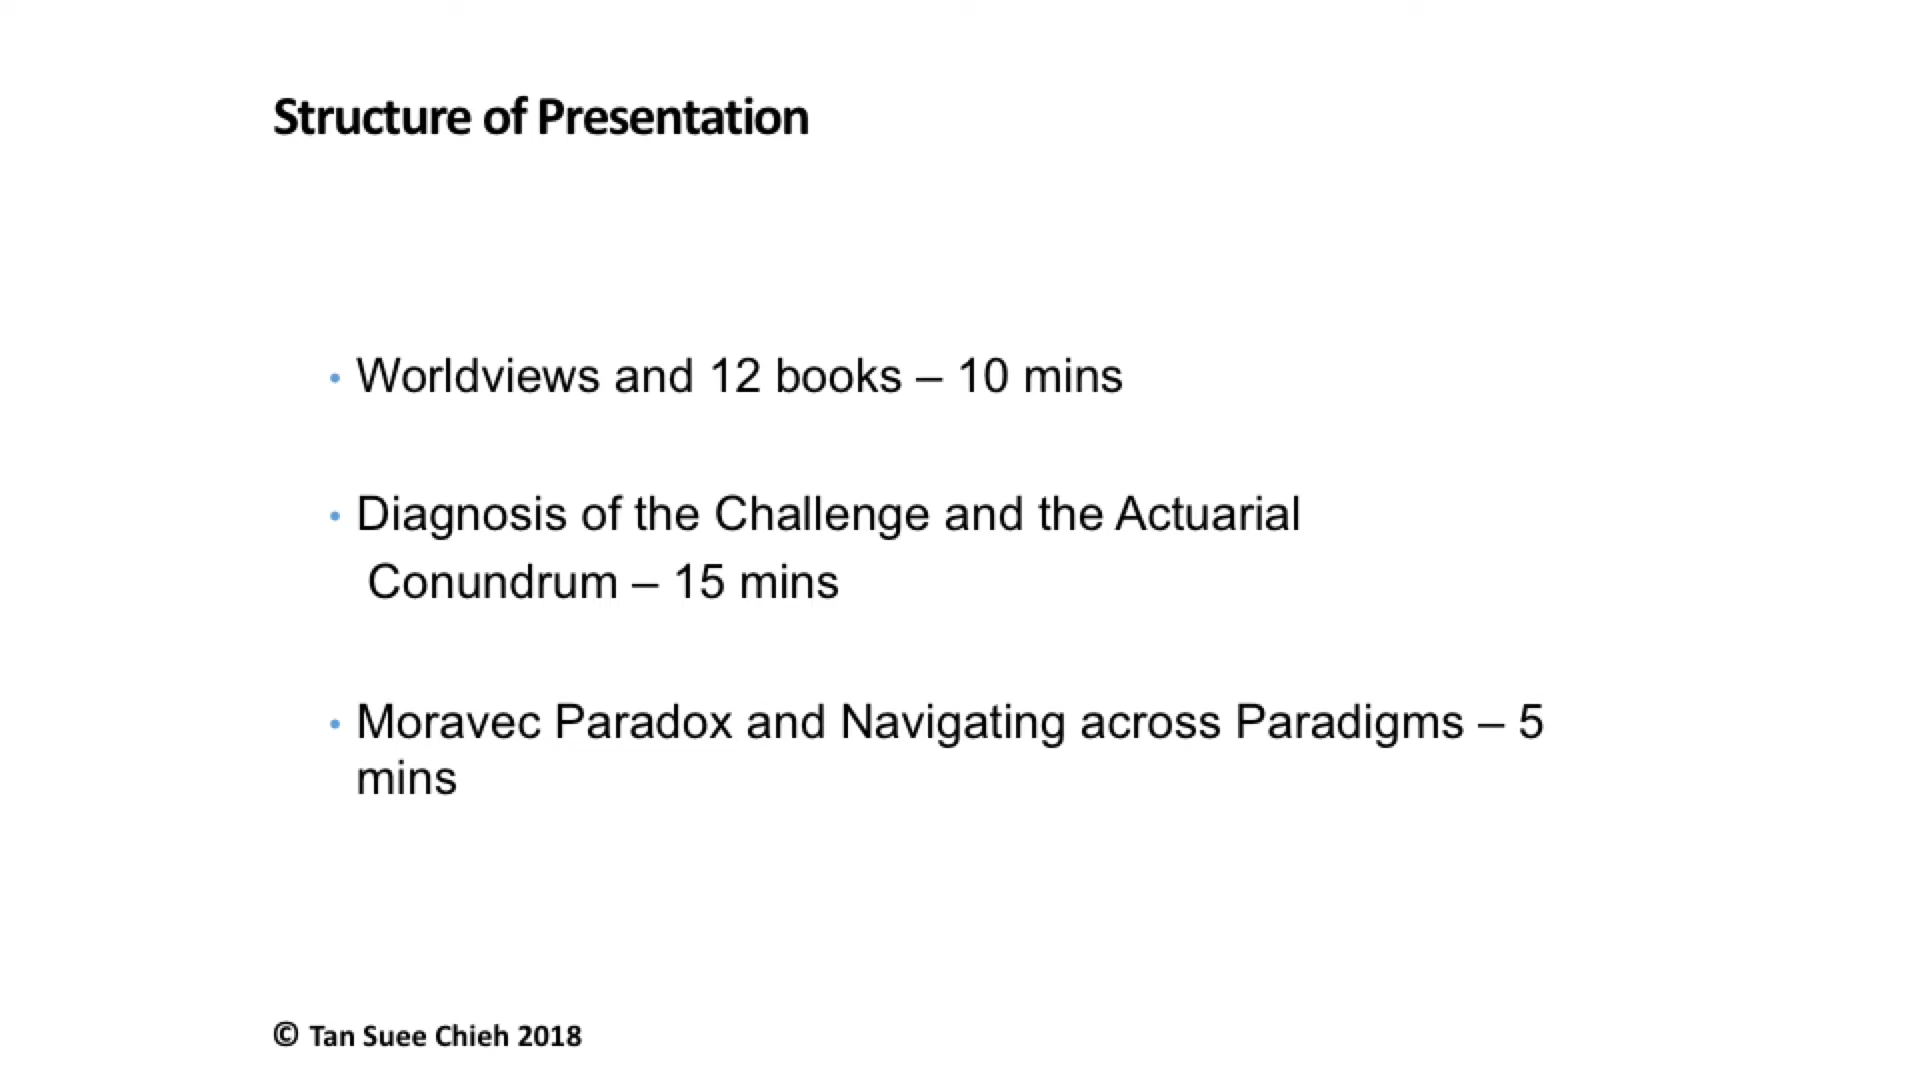 Structure of Presentation
• Worldviews and 12 books – 10 mins
• Diagnosis of the Challenge and the Actuarial
Conundrum – 15 mins
• Moravec Paradox and Navigating across Paradigms – 5
mins
© Tan Suee Chieh 2018